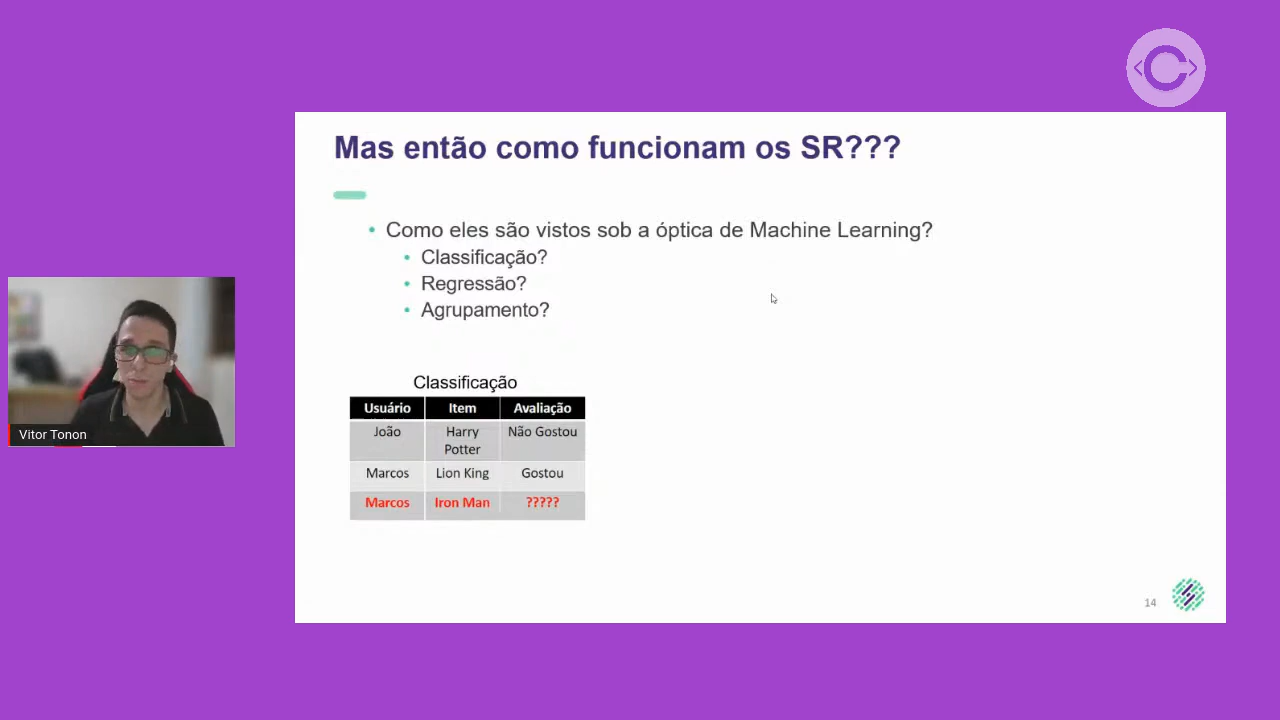 Mas então como funcionam os SR???
• Como eles são vistos sob a óptica de Machine Learning?
• Classificação?
• Regressão?
• Agrupamento?
Classificação
Usuário Item Avaliação
João Harry Potter Não Gostou
Marcos Lion King Gostou
Marcos Iron Man ?????
Vitor Tonon
14